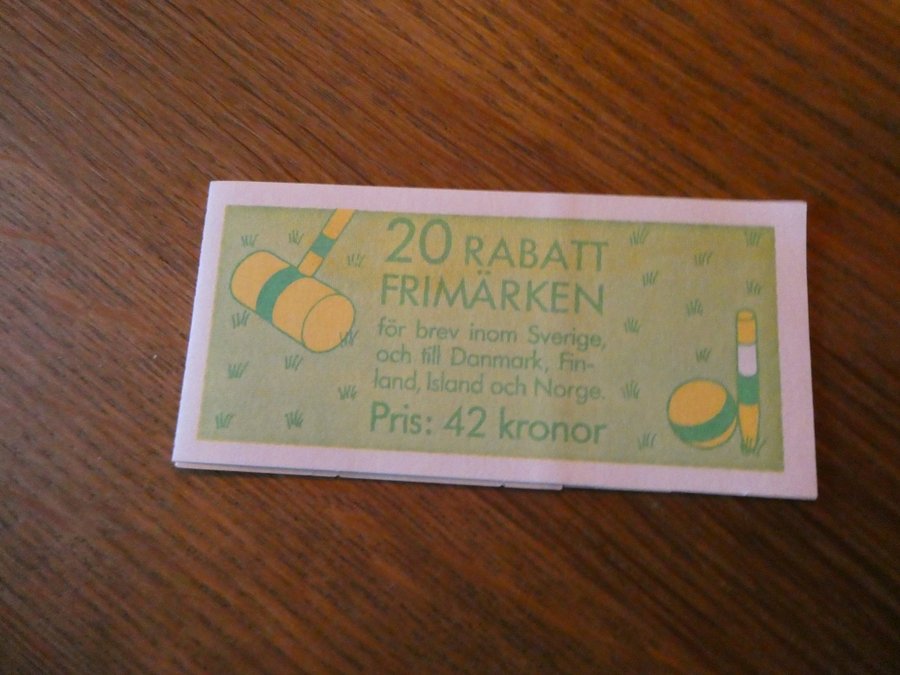 20 RABATT
FRIMÄRKEN
för brev inom Sverige,
och till Danmark, Fin-
land, Island och Norge.
Pris: 42 kronor